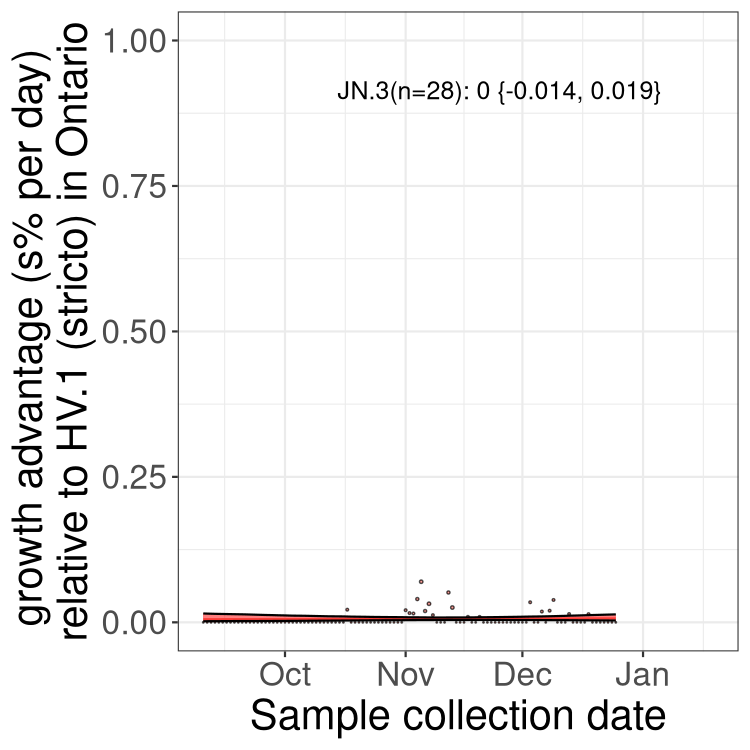 growth advantage (s% per day)
relative to HV.1 (stricto) in Ontario
1.00
0.75
0.50
0.25
0.00
JN.3(n=28): 0 {-0.014, 0.019}
Oct Nov Dec Jan
Sample collection date